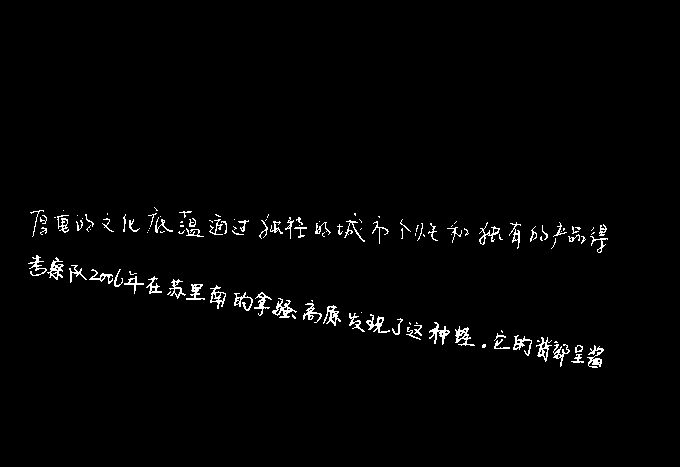 厚重的文化底蕴通过独特的城市个性和独有的产品得
考察队2006年在苏里南的拿骚高原发现了这种蛙.它的背部呈酱